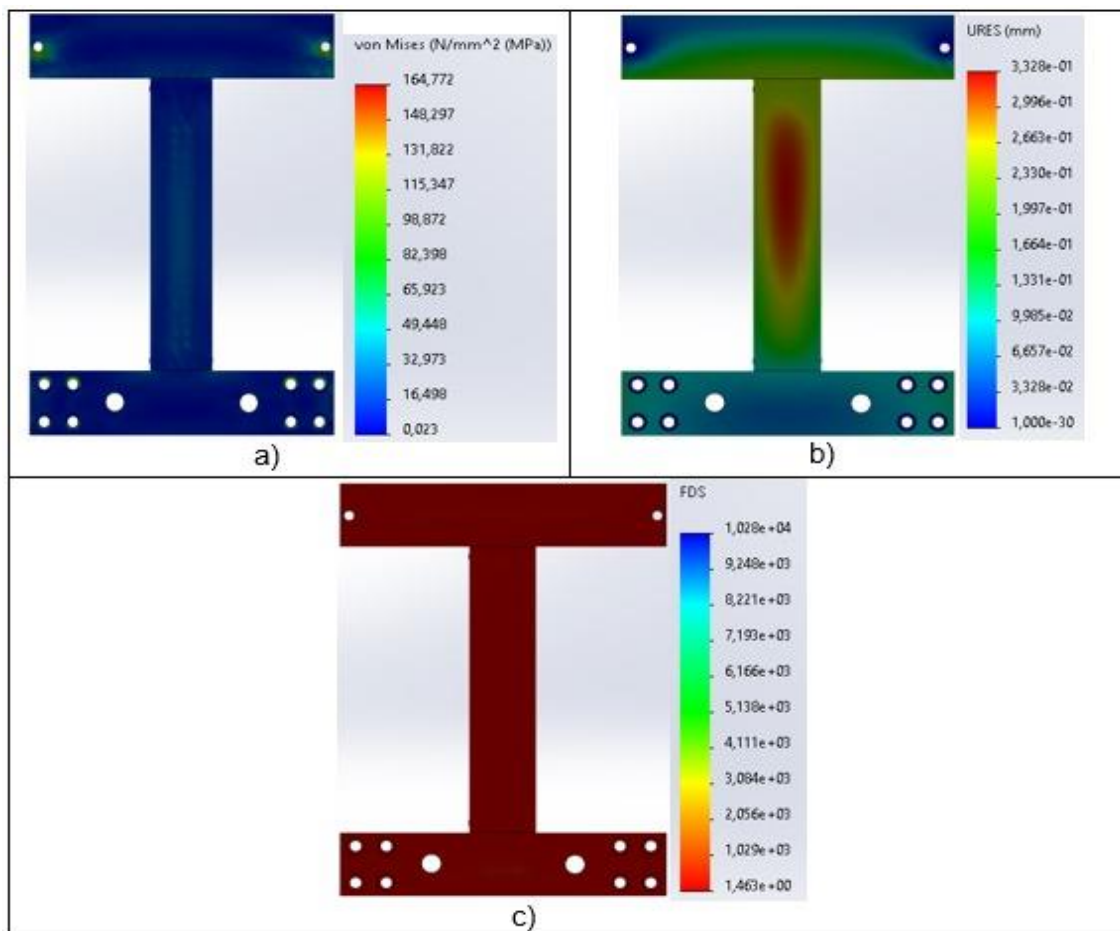 von Mises (N/mm^2 (MPa))
164,772
148,297
131,822
115,347
98,872
82,398
65,923
49,448
32,973
16,498
0,023
a)
URES (mm)
3,328e-01
2,996e-01
2,663e-01
2,330e-01
1,997e-01
1,664e-01
1,331e-01
9,985e-02
6,657e-02
3,328e-02
1,000e-30
b)
FDS
1,028e+04
9,248e+03
8,221e+03
7,193e+03
6,166e+03
5,138e+03
4,111e+03
3,084e+03
2,056e+03
1,029e+03
1,463e+00
c)